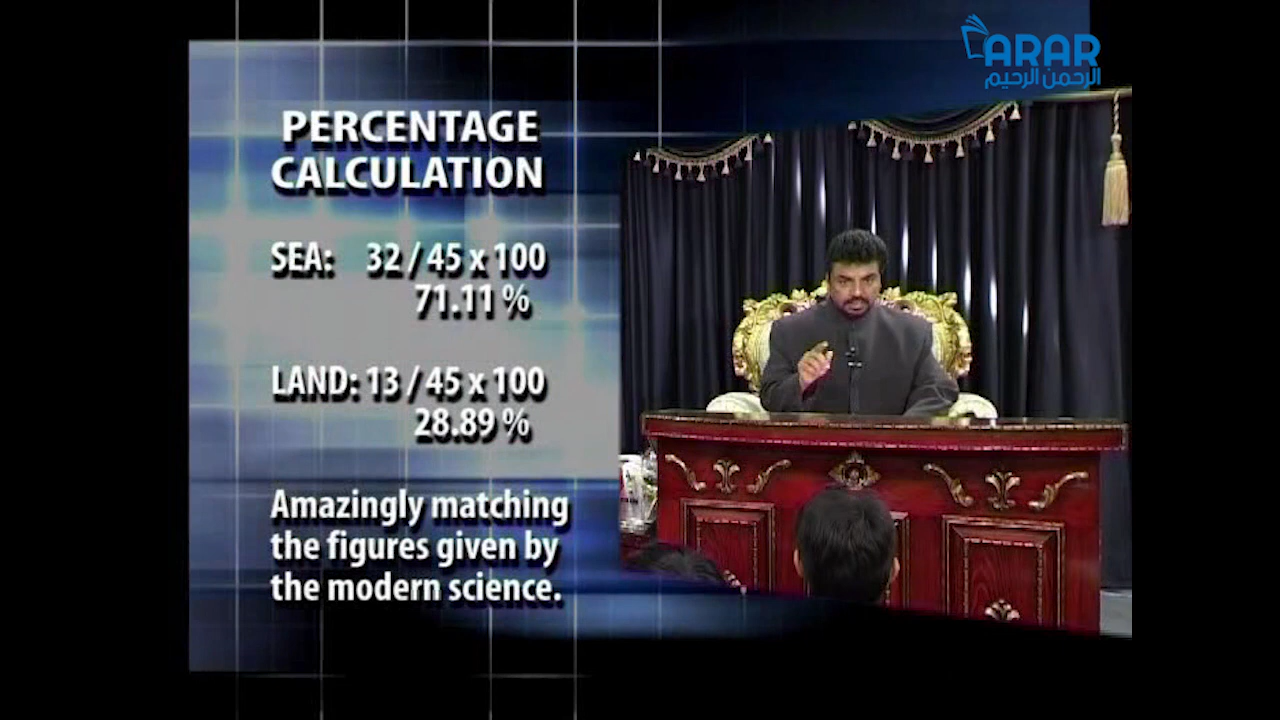 ARAR
الرحمن الرحيم
PERCENTAGE
CALCULATION
SEA: 32 / 45 x 100
71.11 %
LAND: 13 / 45 x 100
28.89 %
Amazingly matching
the figures given by
the modern science.